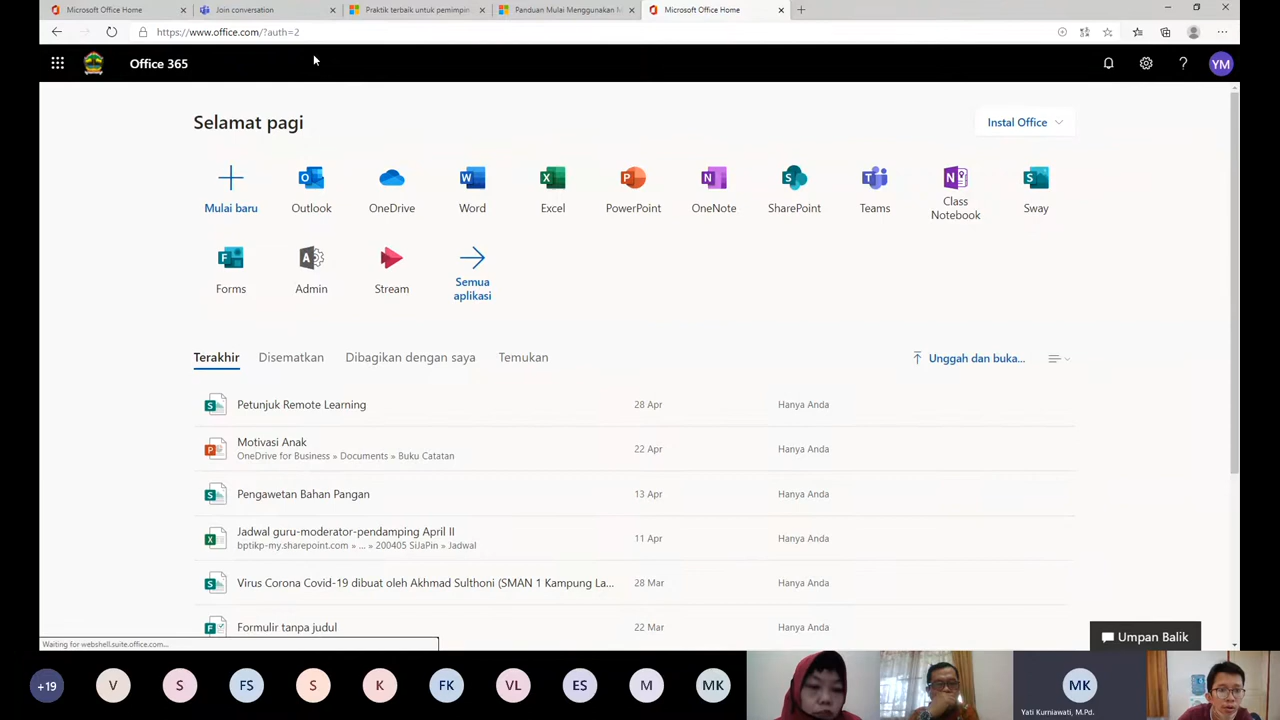 Microsoft Office Home
Join conversation
Praktik terbaik untuk pemimpin
Panduan Mulai Menggunakan M
Microsoft Office Home
https://www.office.com/?auth=2
Office 365
YM
Selamat pagi
Instal Office
Mulai baru
Outlook
OneDrive
Word
Excel
PowerPoint
OneNote
SharePoint
Teams
Class
Notebook
Sway
Forms
Admin
Stream
Semua
aplikasi
Terakhir
Disematkan
Dibagikan dengan saya
Temukan
Unggah dan buka...
Petunjuk Remote Learning
28 Apr
Hanya Anda
Motivasi Anak
OneDrive for Business » Documents » Buku Catatan
22 Apr
Hanya Anda
Pengawetan Bahan Pangan
13 Apr
Hanya Anda
Jadwal guru-moderator-pendamping April II
bptikp-my.sharepoint.com » ... » 200405 SiJaPin » Jadwal
11 Apr
Hanya Anda
Virus Corona Covid-19 dibuat oleh Akhmad Sulthoni (SMAN 1 Kampung La...
28 Mar
Hanya Anda
Formulir tanpa judul
22 Mar
Hanya Anda
Umpan Balik
Waiting for webshell.suite.office.com...
+19
V
S
FS
S
K
FK
VL
ES
M
MK
MK
Yati Kurniawati, M.Pd.